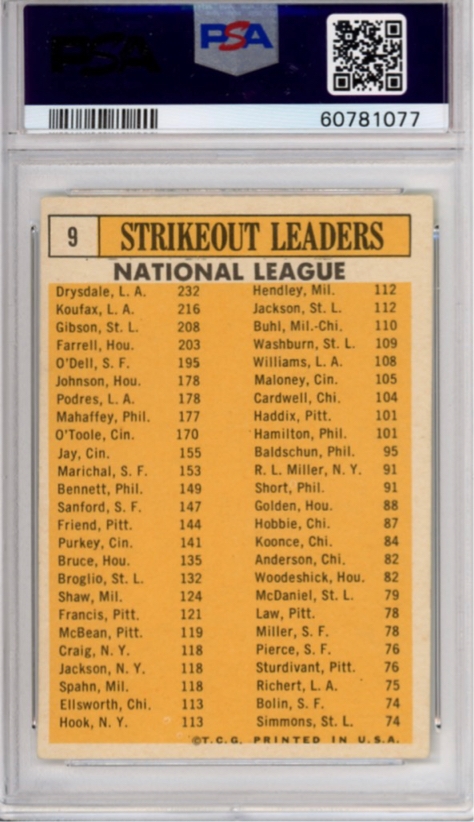 PSA
PSA
60781077
9 STRIKEOUT LEADERS
NATIONAL LEAGUE
Drysdale, L. A. 232 Hendley, Mil. 112
Koufax, L. A. 216 Jackson, St. L. 112
Gibson, St. L. 208 Buhl, Mil.-Chi. 110
Farrell, Hou. 203 Washburn, St. L. 109
O'Dell, S. F. 195 Williams, L. A. 108
Johnson, Hou. 178 Maloney, Cin. 105
Podres, L. A. 178 Cardwell, Chi. 104
Mahaffey, Phil. 177 Haddix, Pitt. 101
O'Toole, Cin. 170 Hamilton, Phil. 101
Jay, Cin. 155 Baldschun, Phil. 95
Marichal, S. F. 153 R. L. Miller, N. Y. 91
Bennett, Phil. 149 Short, Phil. 91
Sanford, S. F. 147 Golden, Hou. 88
Friend, Pitt. 144 Hobbie, Chi. 87
Purkey, Cin. 141 Koonce, Chi. 84
Bruce, Hou. 135 Anderson, Chi. 82
Broglio, St. L. 132 Woodeshick, Hou. 82
Shaw, Mil. 124 McDaniel, St. L. 79
Francis, Pitt. 121 Law, Pitt. 78
McBean, Pitt. 119 Miller, S. F. 78
Craig, N. Y. 118 Pierce, S. F. 76
Jackson, N. Y. 118 Sturdivant, Pitt. 76
Spahn, Mil. 118 Richert, L. A. 75
Ellsworth, Chi. 113 Bolin, S. F. 74
Hook, N. Y. 113 Simmons, St. L. 74
©T.C.G. PRINTED IN U.S.A.